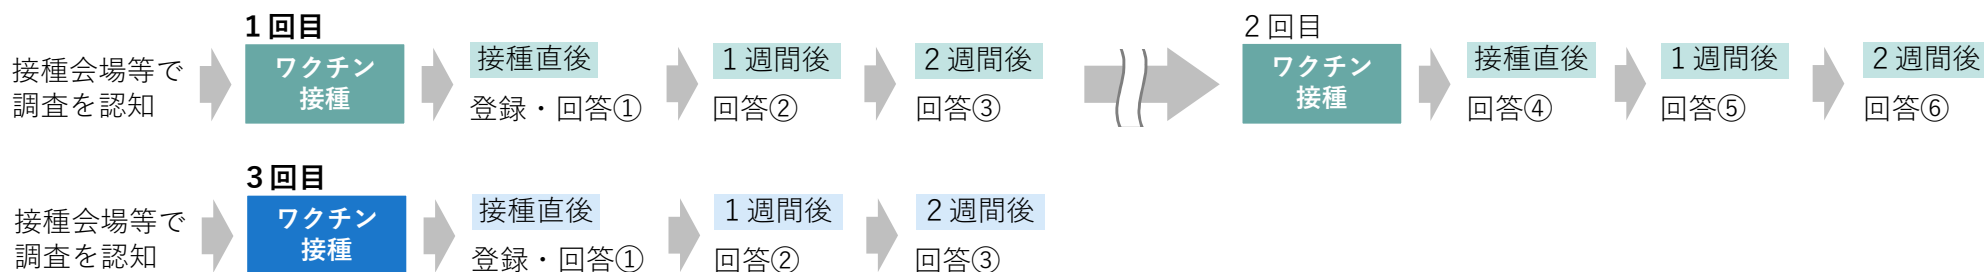 1回目
接種会場等で
調査を認知
ワクチン
接種
接種直後
登録・回答①
1週間後
回答②
2週間後
回答③
2回目
ワクチン
接種
接種直後
回答④
1週間後
回答⑤
2週間後
回答⑥
3回目
接種会場等で
調査を認知
ワクチン
接種
接種直後
登録・回答①
1週間後
回答②
2週間後
回答③